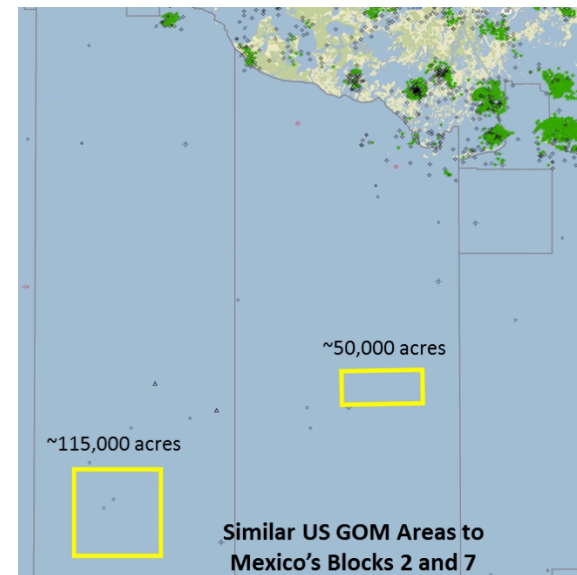 ~50,000 acres
~115,000 acres
Similar US GOM Areas to
Mexico's Blocks 2 and 7